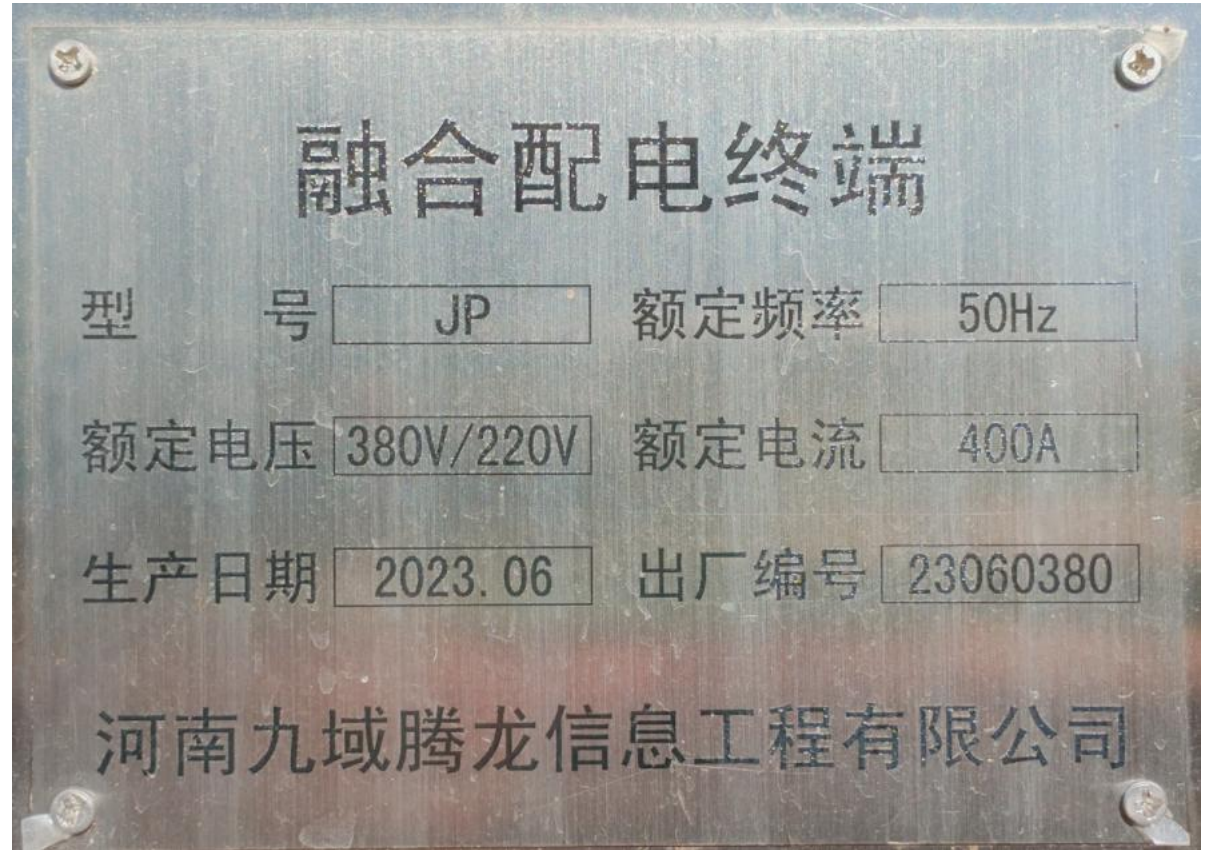 融合配电终端
型号 JP 额定频率 50Hz
额定电压 380V/220V 额定电流 400A
生产日期 2023.06 出厂编号 23060380
河南九域腾龙信息工程有限公司